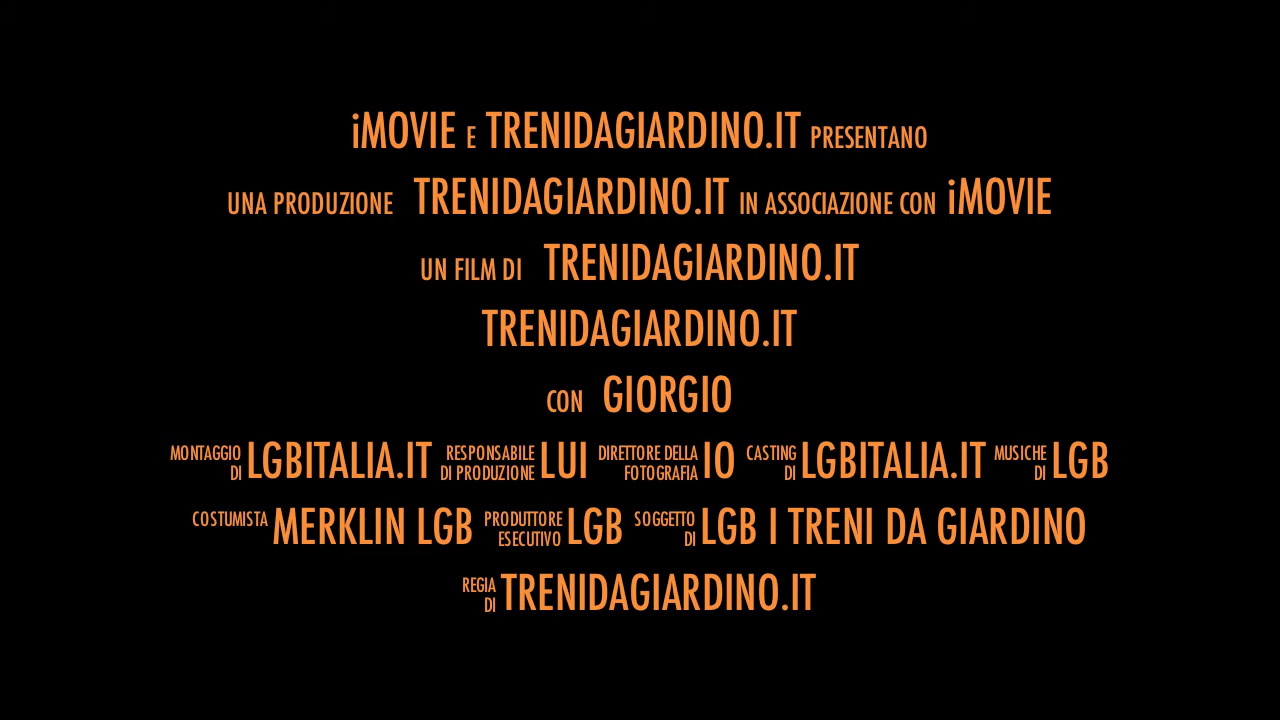 iMOVIE E TRENIDAGIARDINO.IT PRESENTANO
UNA PRODUZIONE TRENIDAGIARDINO.IT IN ASSOCIAZIONE CON iMOVIE
UN FILM DI TRENIDAGIARDINO.IT
TRENIDAGIARDINO.IT
CON GIORGIO
MONTAGGIO DI LGBITALIA.IT RESPONSABILE DI PRODUZIONE LUI DIRETTORE DELLA FOTOGRAFIA IO CASTING DI LGBITALIA.IT MUSICHE DI LGB
COSTUMISTA MERKLIN LGB PRODUTTORE ESECUTIVO LGB SOGGETTO DI LGB I TRENI DA GIARDINO
REGIA DI TRENIDAGIARDINO.IT